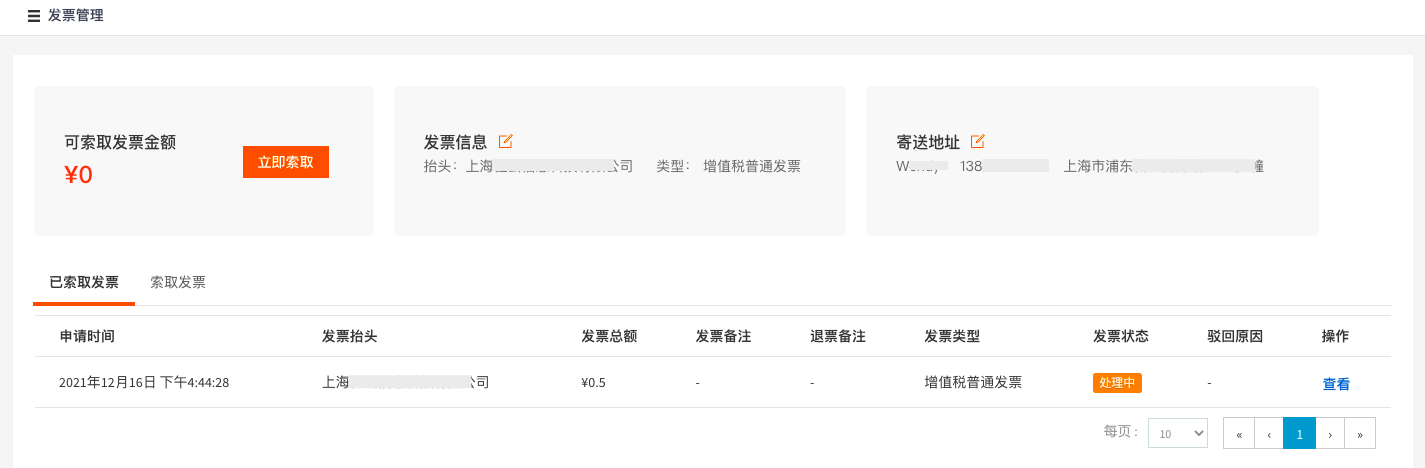 发票管理
可索取发票金额
¥0
立即索取
发票信息
抬头：上海 公司 类型： 增值税普通发票
寄送地址
138 上海市浦东 幢
已索取发票 索取发票
申请时间 发票抬头 发票总额 发票备注 退票备注 发票类型 发票状态 驳回原因 操作
2021年12月16日 下午4:44:28 上海 公司 ¥0.5 - - 增值税普通发票 处理中 - 查看
每页： 10 « ‹ 1 › »